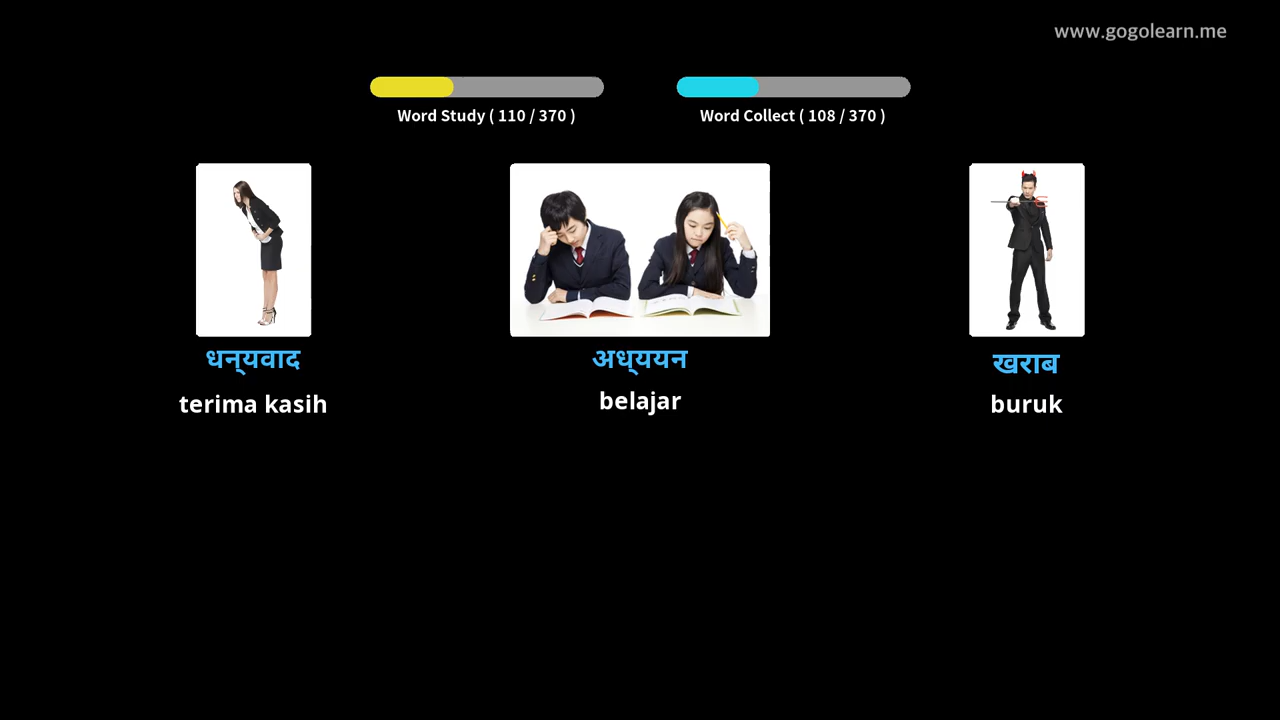 www.gogolearn.me
Word Study ( 110 / 370 )
Word Collect ( 108 / 370 )
धन्‌यवाद
अध्‌ययन
खराब
terima kasih
belajar
buruk